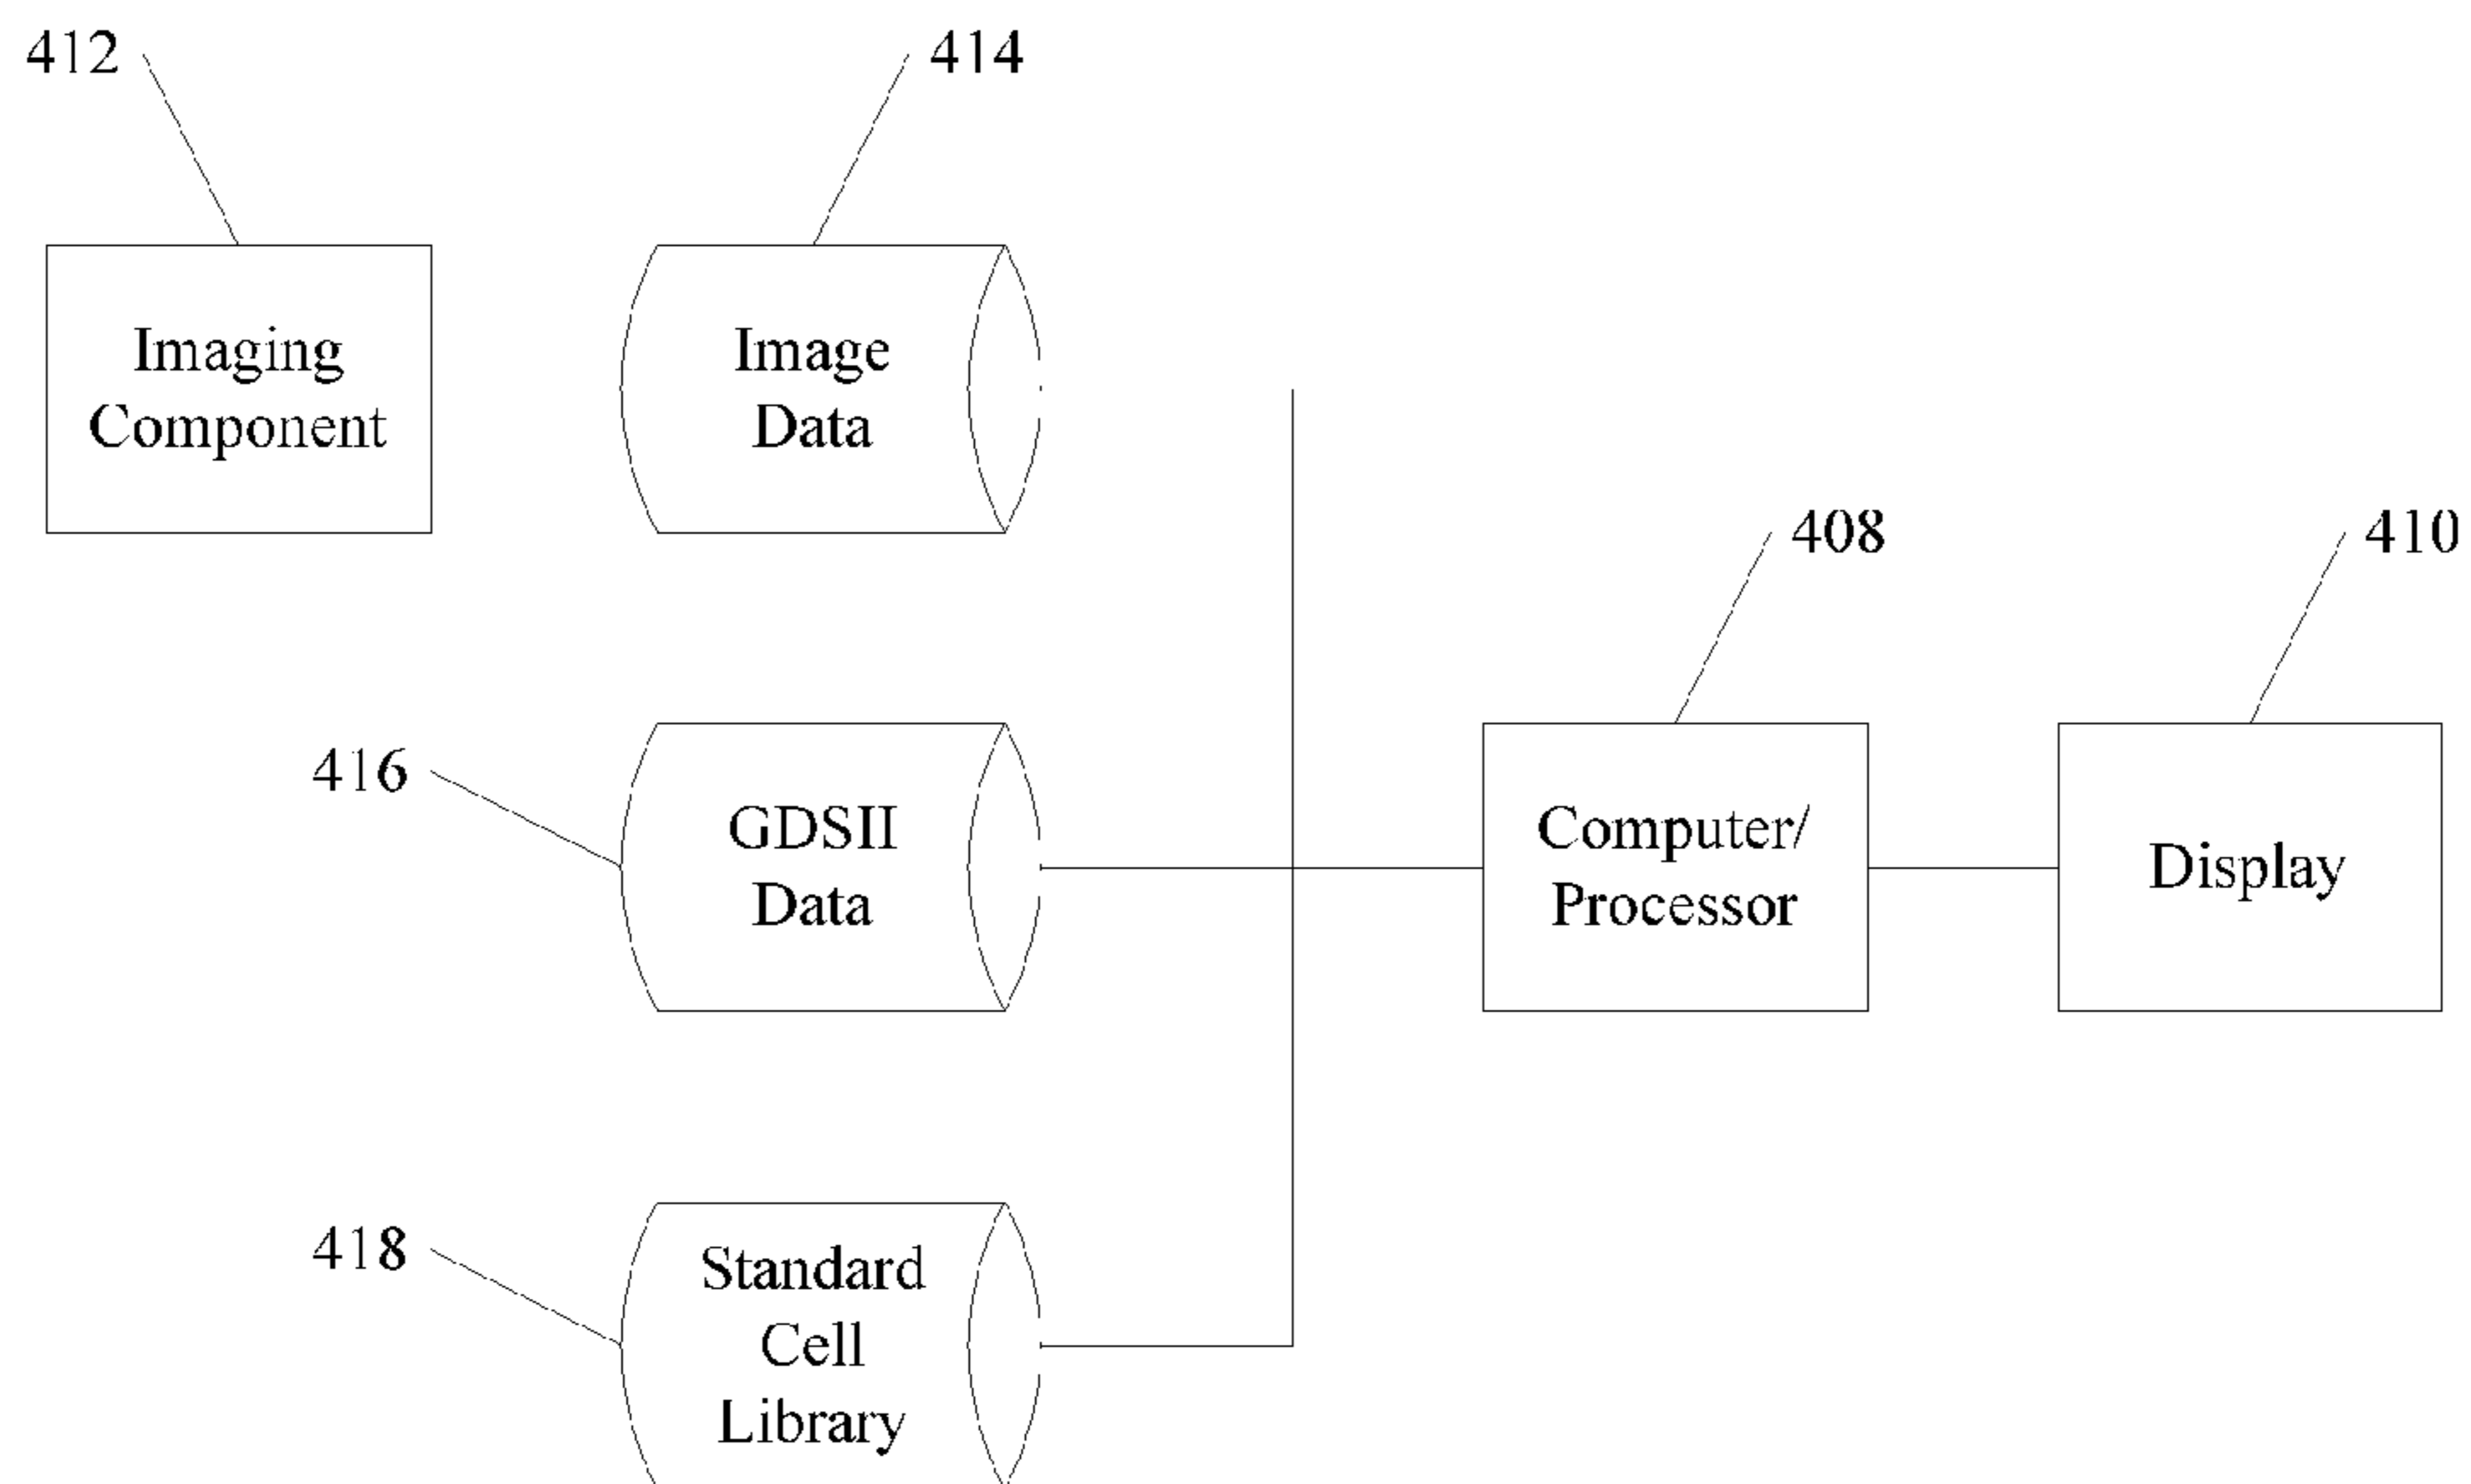 412
414
Imaging
Component
Image
Data
408
410
416
GDSII
Data
Computer/
Processor
Display
418
Standard
Cell
Library